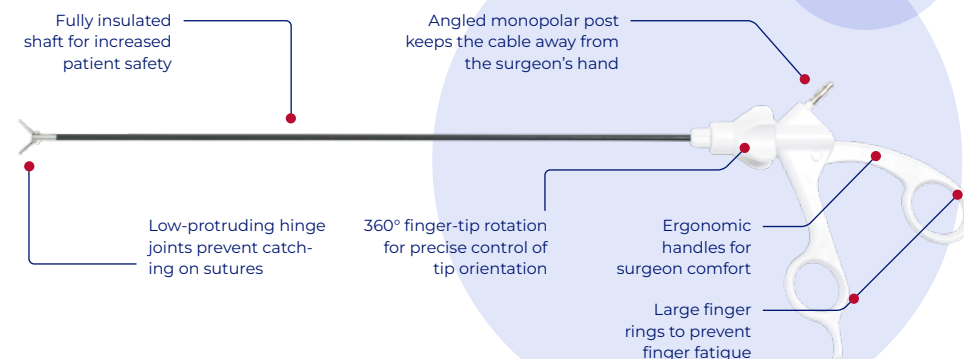 Fully insulated
shaft for increased
patient safety
Angled monopolar post
keeps the cable away from
the surgeon’s hand
Low-protruding hinge
joints prevent catch-
ing on sutures
360° finger-tip rotation
for precise control of
tip orientation
Ergonomic
handles for
surgeon comfort
Large finger
rings to prevent
finger fatigue